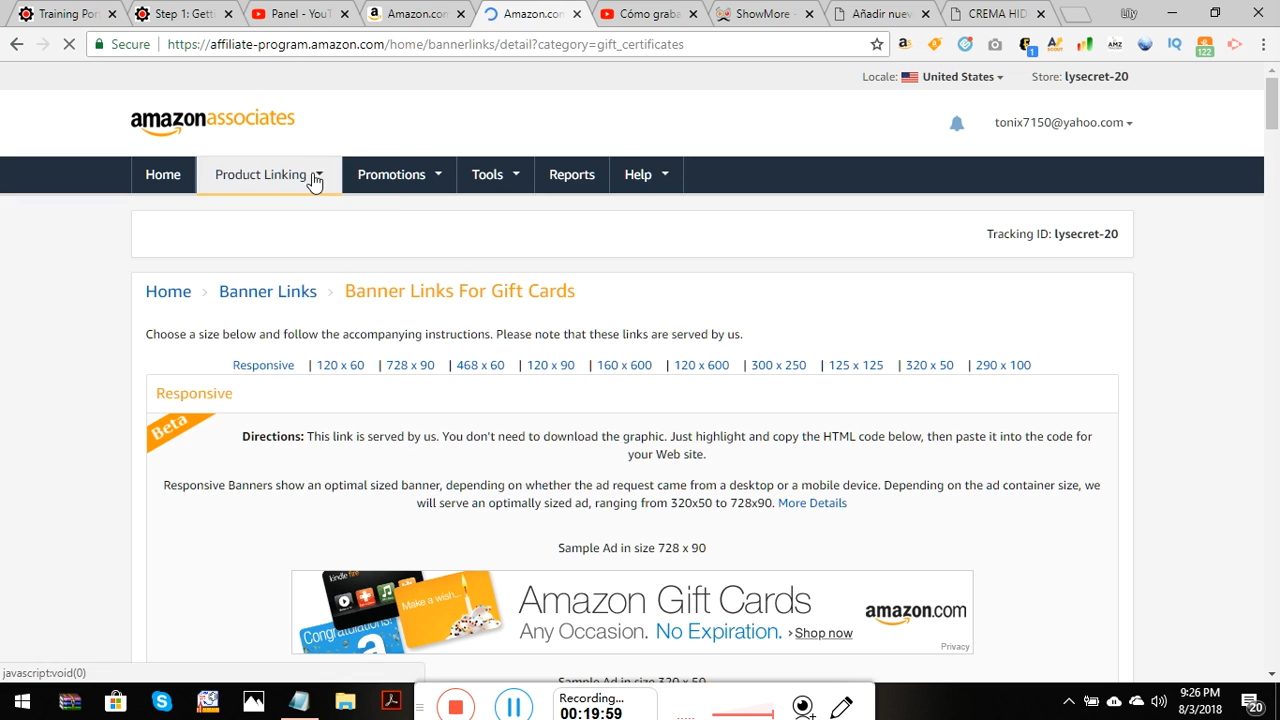 Training Por
Step 1: Gett
Panel - YouT
Amazon.con
Amazon.con
Cómo graba
ShowMore -
Añadir nuev
CREMA HID
lily
Secure
https://affiliate-program.amazon.com/home/bannerlinks/detail?category=gift_certificates
Locale: United States
Store: lysecret-20
amazonassociates
tonix7150@yahoo.com
Home
Product Linking
Promotions
Tools
Reports
Help
Tracking ID: lysecret-20
Home > Banner Links > Banner Links For Gift Cards
Choose a size below and follow the accompanying instructions. Please note that these links are served by us.
Responsive | 120 x 60 | 728 x 90 | 468 x 60 | 120 x 90 | 160 x 600 | 120 x 600 | 300 x 250 | 125 x 125 | 320 x 50 | 290 x 100
Responsive
Beta
Directions: This link is served by us. You don't need to download the graphic. Just highlight and copy the HTML code below, then paste it into the code for
your Web site.
Responsive Banners show an optimal sized banner, depending on whether the ad request came from a desktop or a mobile device. Depending on the ad container size, we
will serve an optimally sized ad, ranging from 320x50 to 728x90. More Details
Sample Ad in size 728 x 90
kindle fire
Make a wish...
Congratulations
Amazon Gift Cards
Any Occasion. No Expiration. › Shop now
amazon.com
Privacy
Sample Ad in size 320 x 50
javascript:void(0)
Recording...
00:19:59
9:26 PM
8/3/2018
20